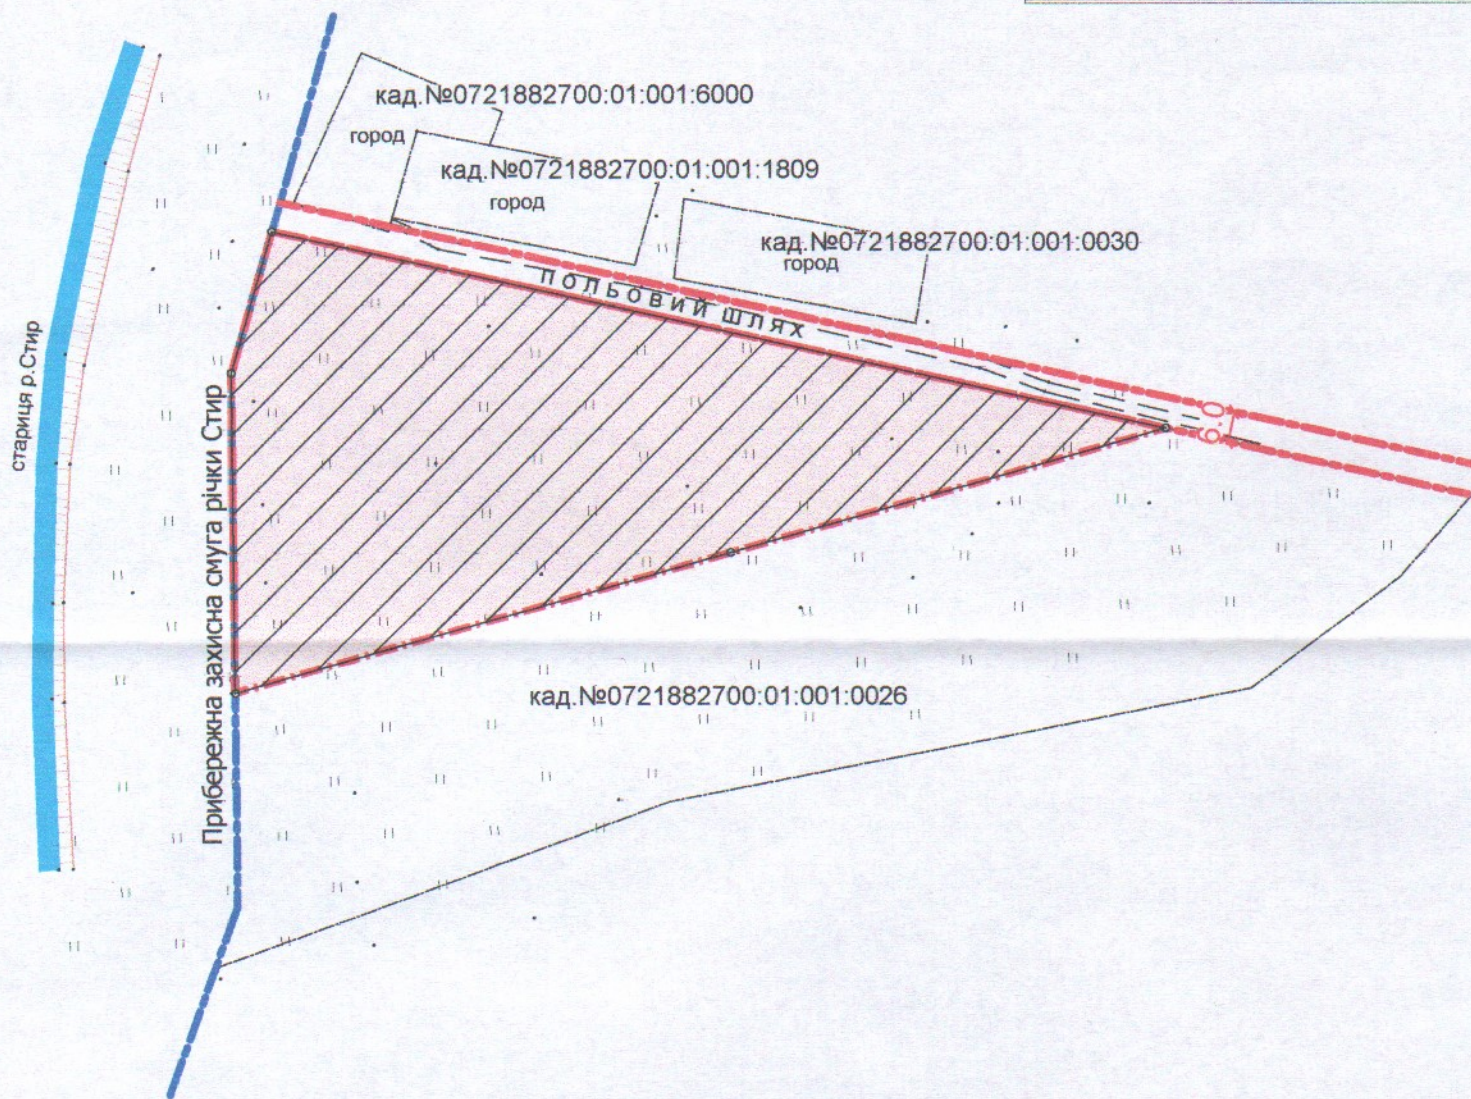 кад.№0721882700:01:001:6000
город
кад.№0721882700:01:001:1809
город
кад.№0721882700:01:001:0030
город
ПОЛЬОВИЙ ШЛЯХ
6.0
стариця р.Стир
Прибережна захисна смуга річки Стир
кад.№0721882700:01:001:0026